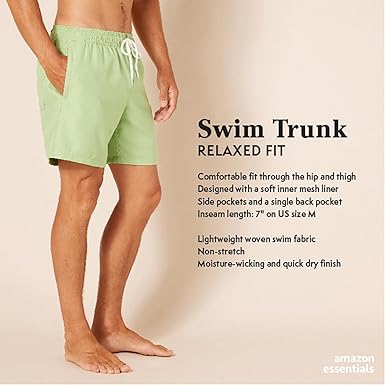 Swim Trunk
RELAXED FIT
Comfortable fit through the hip and thigh
Designed with a soft inner mesh liner
Side pockets and a single back pocket
Inseam length: 7" on US size M
Lightweight woven swim fabric
Non-stretch
Moisture-wicking and quick dry finish
amazon
essentials